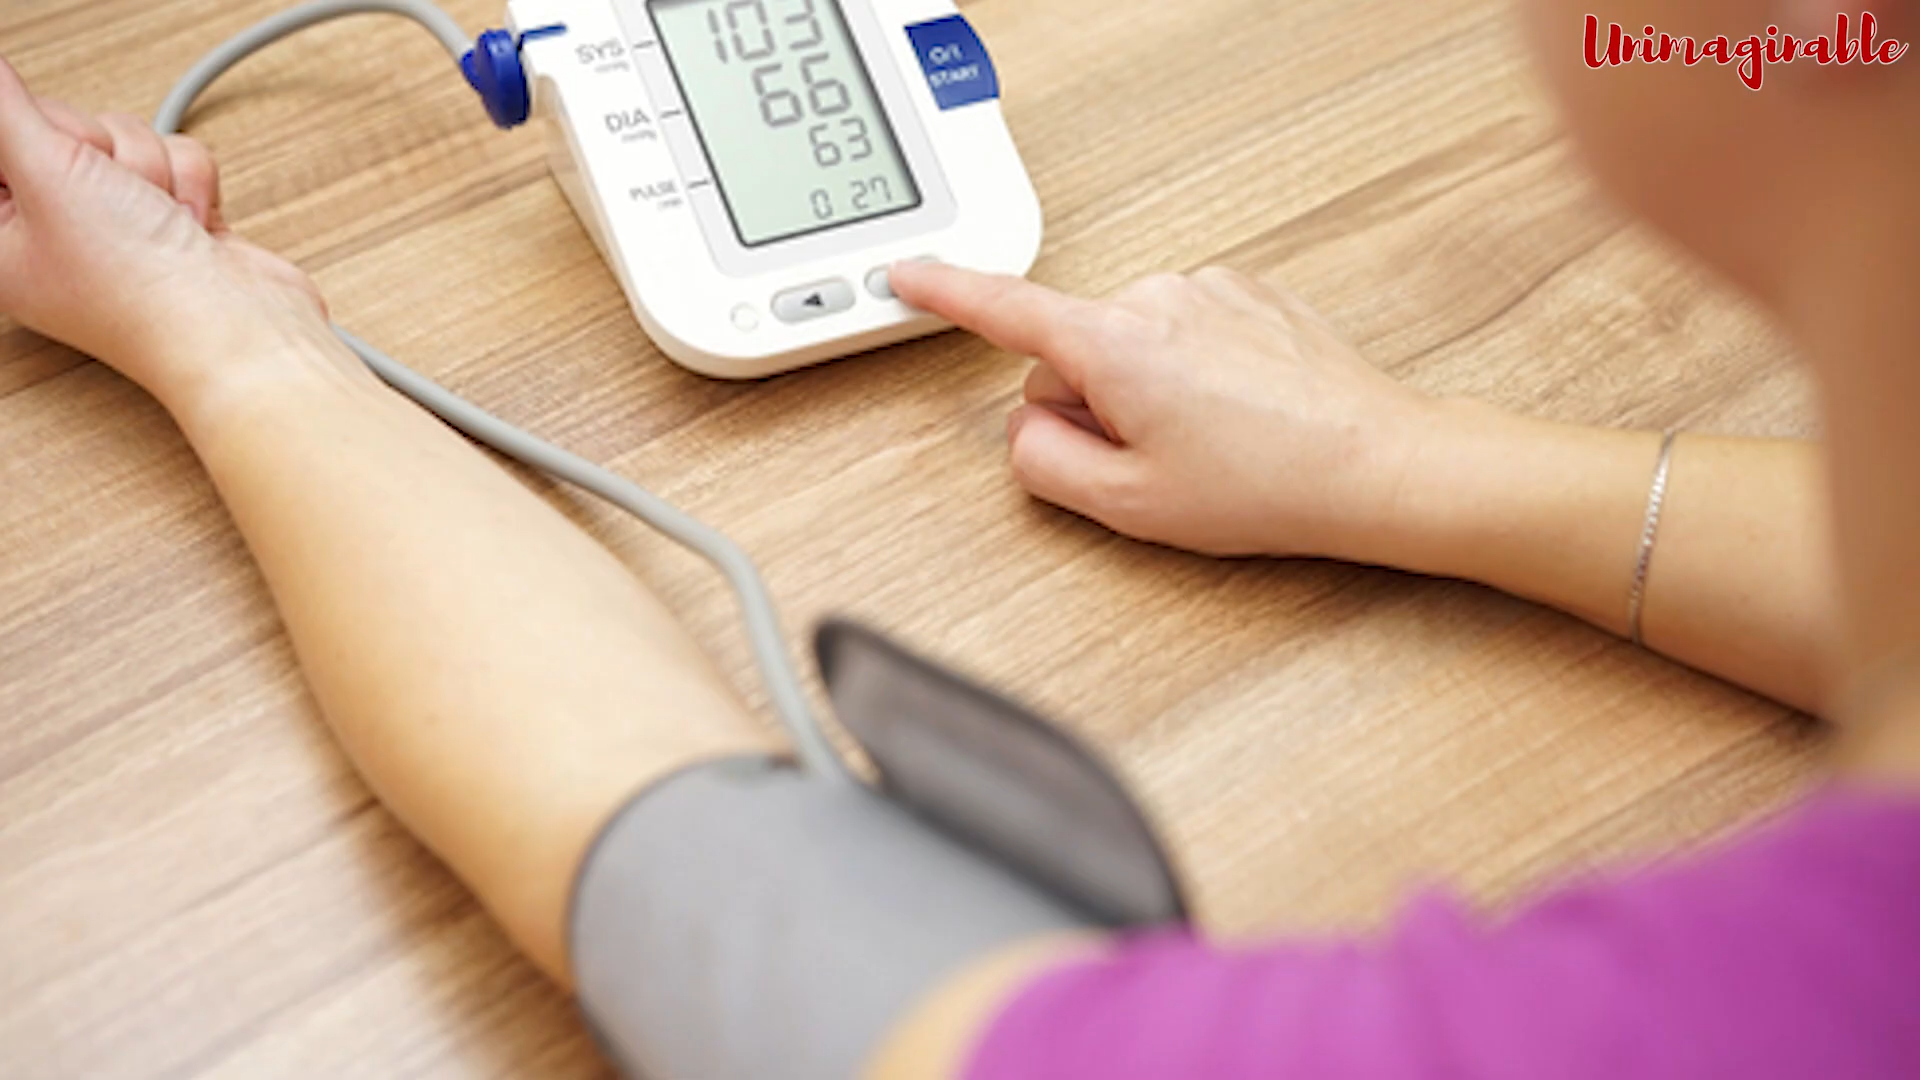 Unimaginable
SYS
103
O/I
START
DIA
66
PULSE
63
0 27